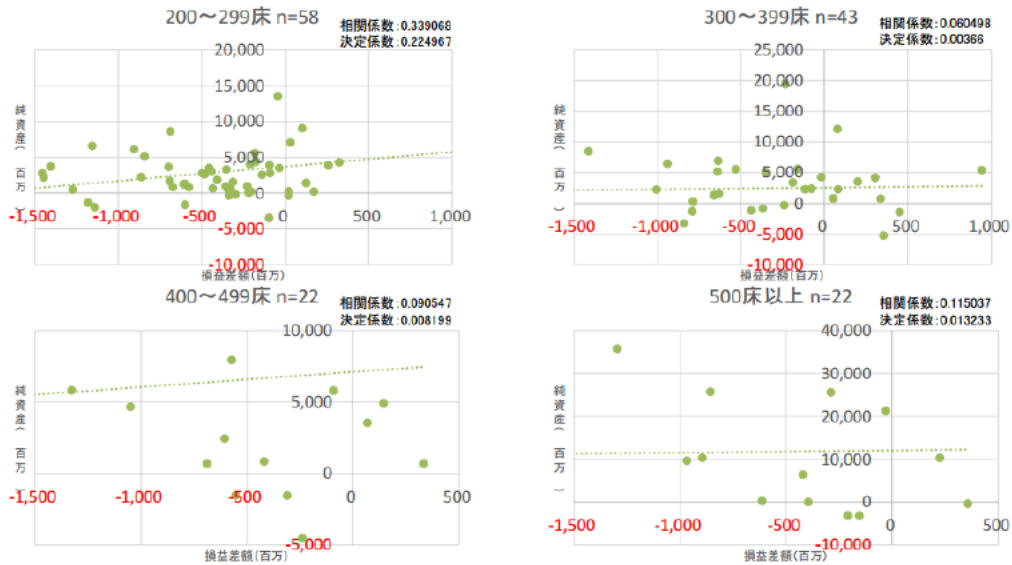 200～299床 n=58
相関係数:0.339068
決定係数:0.224967
20,000
15,000
10,000
5,000
0
-5,000
-10,000
-1,500
-1,000
-500
0
500
1,000
純資産(百万)
損益差額(百万)
300～399床 n=43
相関係数:0.060498
決定係数:0.00366
25,000
20,000
15,000
10,000
5,000
0
-5,000
-10,000
-1,500
-1,000
-500
0
500
1,000
純資産(百万)
損益差額(百万)
400～499床 n=22
相関係数:0.090547
決定係数:0.008199
10,000
5,000
0
-5,000
-1,500
-1,000
-500
0
500
純資産(百万)
損益差額(百万)
500床以上 n=22
相関係数:0.115037
決定係数:0.013233
40,000
30,000
20,000
10,000
0
-10,000
-1,500
-1,000
-500
0
500
純資産(百万)
損益差額(百万)